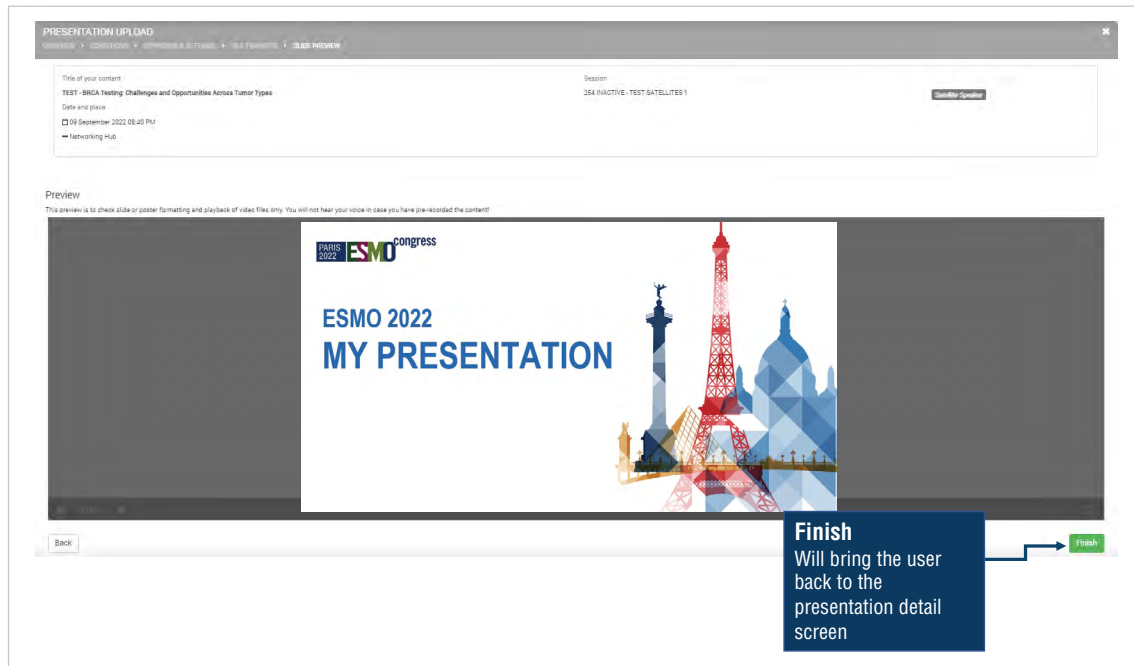 PRESENTATION UPLOAD
OVERVIEW CONDITIONS FILE TRANSFER SLIDE PREVIEW
Title of your content
Session
TEST - BRCA Testing: Challenges and Opportunities Across Tumor Types
254 INACTIVE - TEST SATELLITES 1
Satellite Speaker
Date and place
09 September 2022 08:40 PM
Networking Hub
Preview
This preview is to check slide or poster formatting and playback of video files only. You will not hear your voice in case you have pre-recorded the content!
PARIS
2022
ESMO congress
ESMO 2022
MY PRESENTATION
Back
Finish
Finish
Will bring the user
back to the
presentation detail
screen